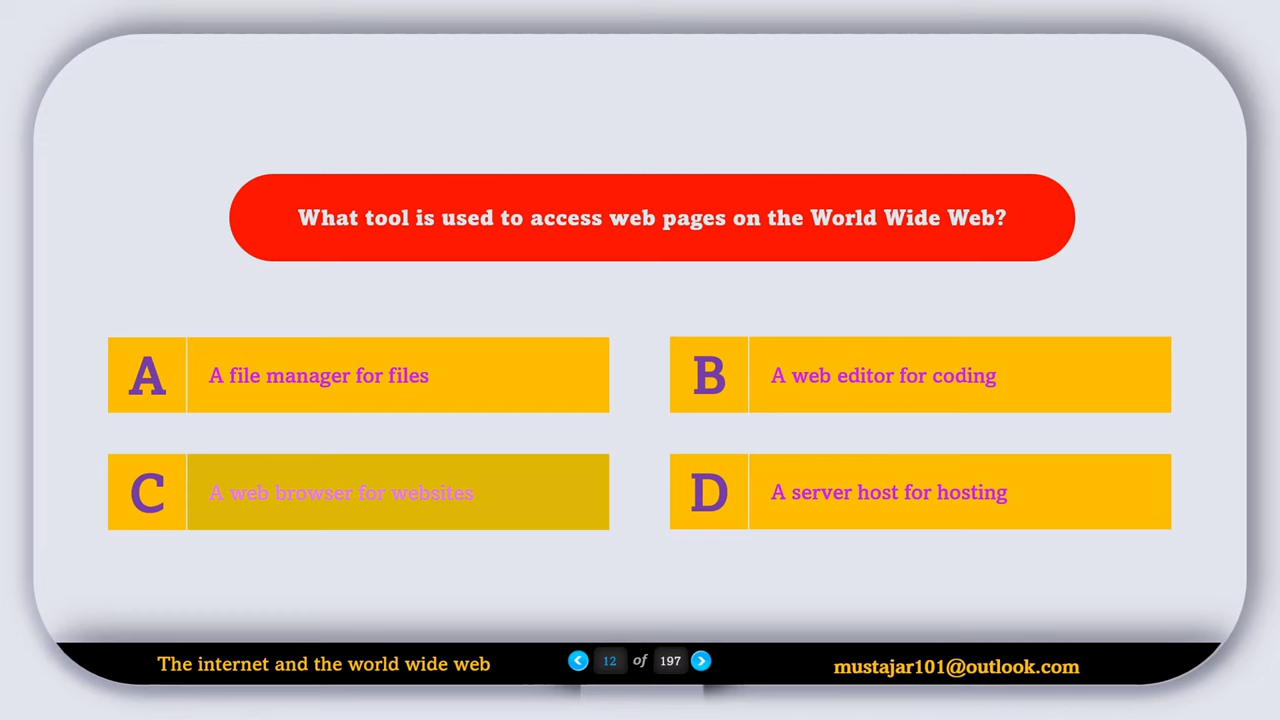 What tool is used to access web pages on the World Wide Web?
A A file manager for files
B A web editor for coding
C A web browser for websites
D A server host for hosting
The internet and the world wide web
12 of 197
mustajar101@outlook.com